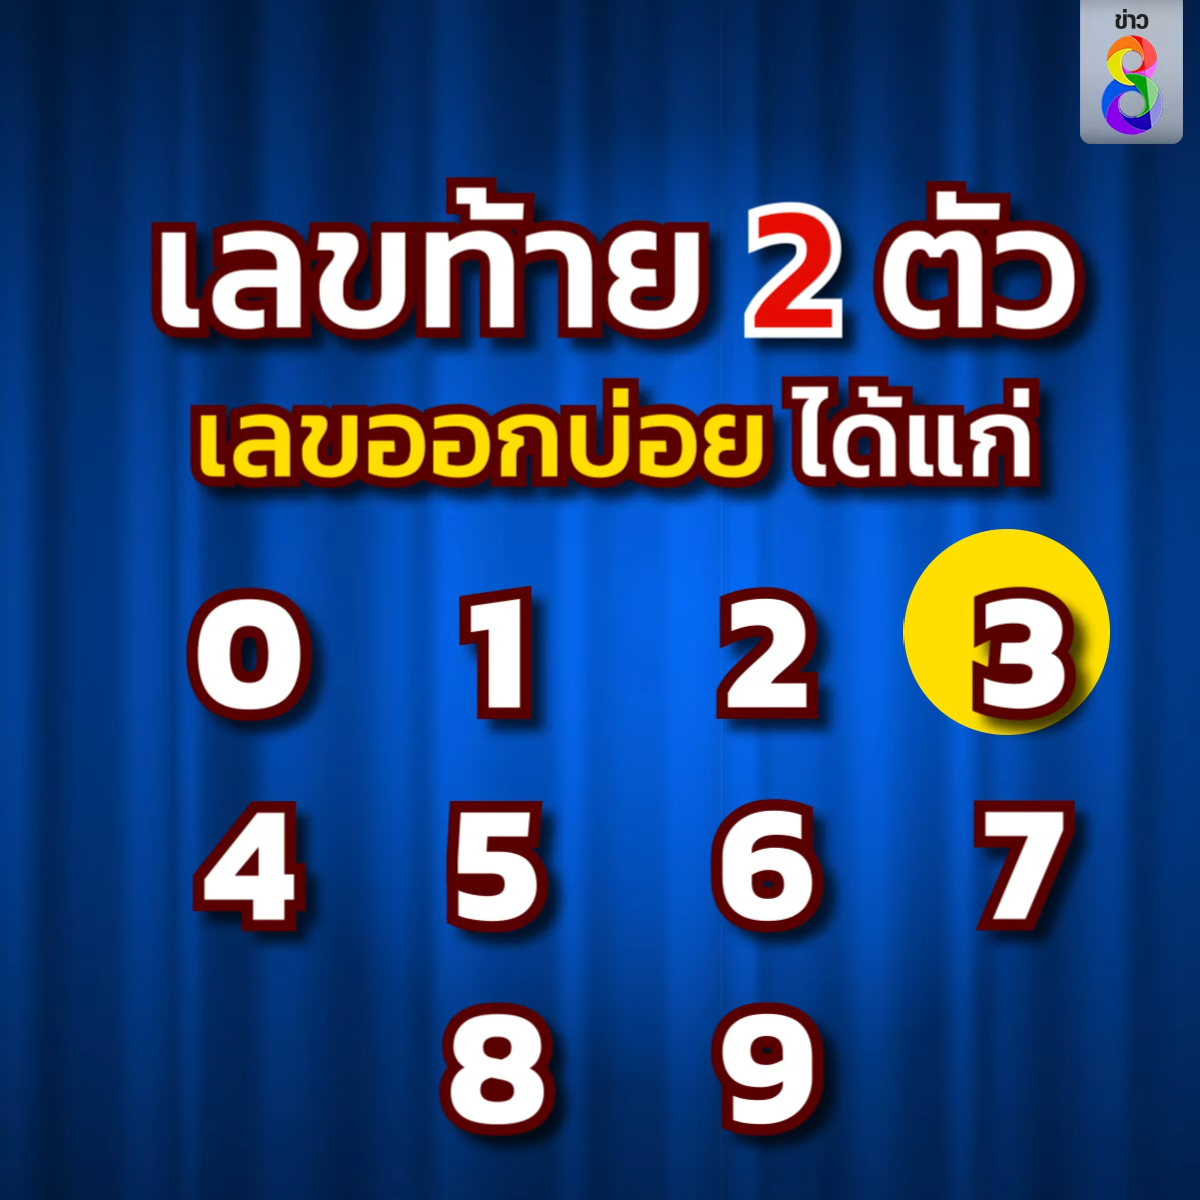 ข่าว
8
เลขท้าย 2 ตัว
เลขออกบ่อย ได้แก่
0 1 2 3
4 5 6 7
8 9